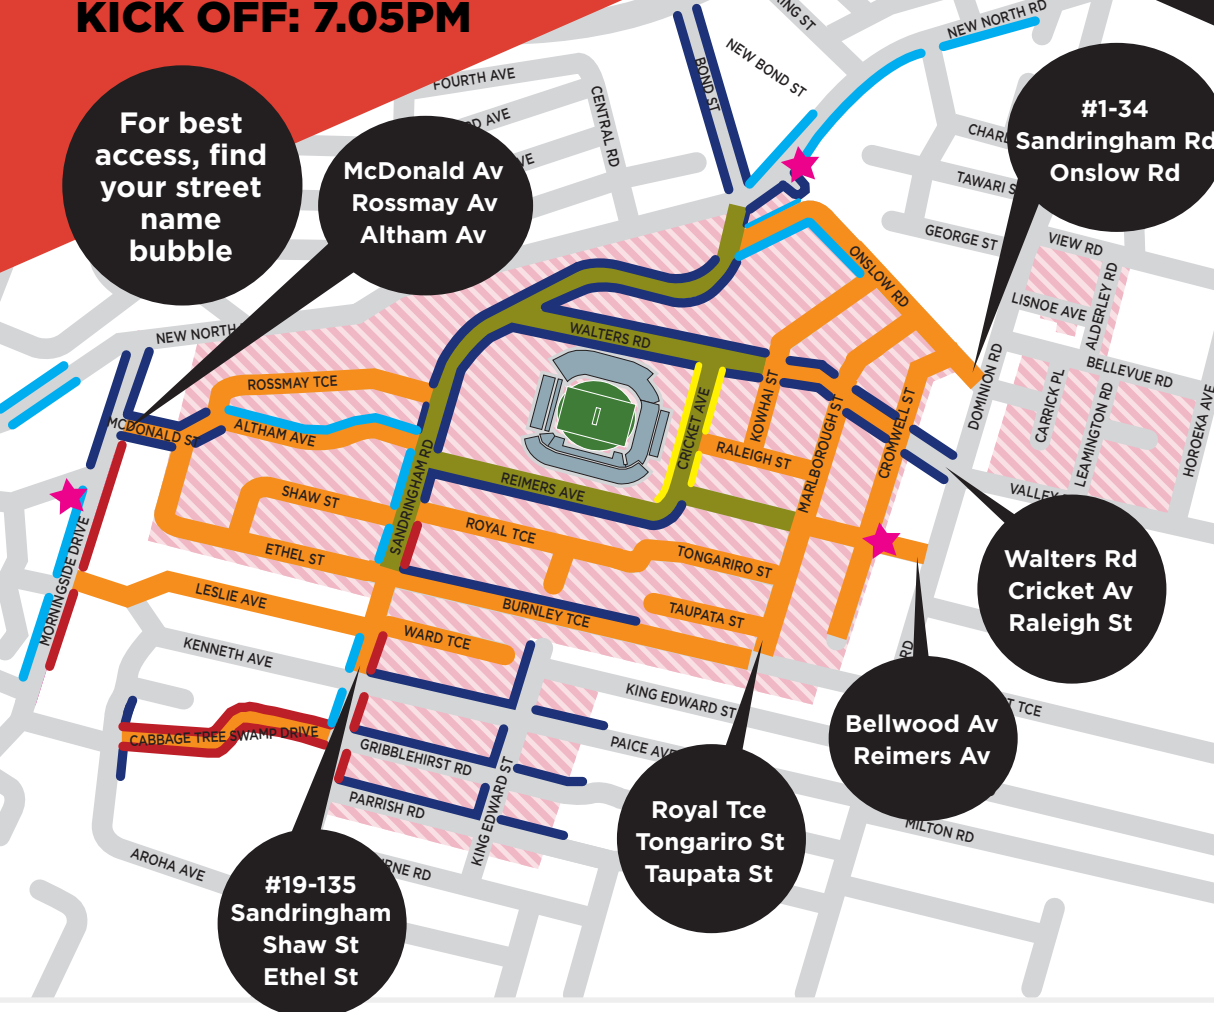 KICK OFF: 7.05PM
For best
access, find
your street
name
bubble
McDonald Av
Rossmay Av
Altham Av
#1-34
Sandringham Rd
Onslow Rd
Walters Rd
Cricket Av
Raleigh St
Bellwood Av
Reimers Av
Royal Tce
Tongariro St
Taupata St
#19-135
Sandringham
Shaw St
Ethel St
NEW NORTH RD
NEW BOND ST
BOND ST
FOURTH AVE
CENTRAL RD
AVE
TAWARI S
GEORGE ST
VIEW RD
ONSLOW RD
LISNOE AVE
ALDERLEY RD
BELLEVUE RD
DOMINION RD
CARRICK PL
LEAMINGTON RD
HOROEKA AVE
VALLEY
NEW NORTH
WALTERS RD
ROSSMAY TCE
MCDONALD ST
ALTHAM AVE
SANDRINGHAM RD
CRICKET AVE
KOWHAI ST
MARLBOROUGH ST
CROMWELL ST
RALEIGH ST
REIMERS AVE
SHAW ST
ROYAL TCE
TONGARIRO ST
ETHEL ST
MORNINGSIDE DRIVE
LESLIE AVE
BURNLEY TCE
TAUPATA ST
WARD TCE
KENNETH AVE
KING EDWARD ST
RD
T TCE
CABBAGE TREE SWAMP DRIVE
GRIBBLEHIRST RD
PAICE AVE
KING EDWARD ST
PARRISH RD
MILTON RD
AROHA AVE
RNE RD